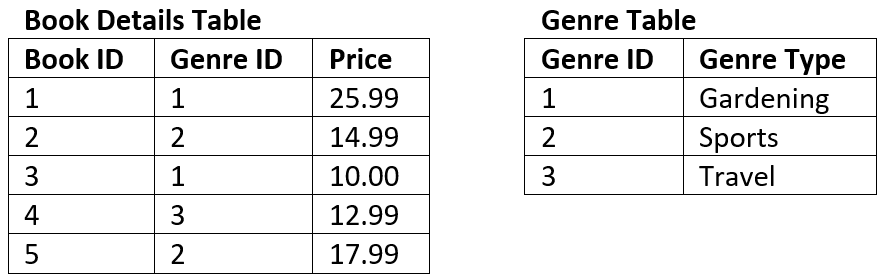 Book Details Table
Book ID Genre ID Price
1 1 25.99
2 2 14.99
3 1 10.00
4 3 12.99
5 2 17.99
Genre Table
Genre ID Genre Type
1 Gardening
2 Sports
3 Travel